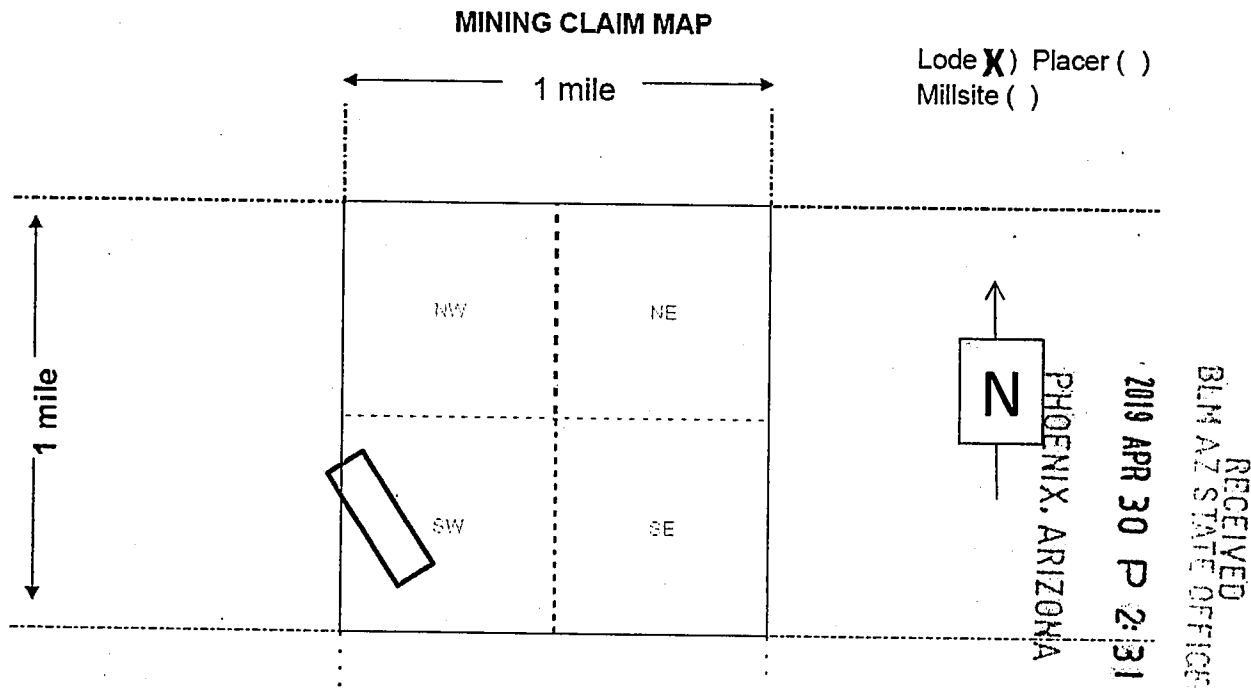 MINING CLAIM MAP
Lode X) Placer ( )
Millsite ( )
1 mile
1 mile
NW
NE
SW
SE
N
RECEIVED
BLM AZ STATE OFFICE
2019 APR 30 P 2:31
PHOENIX, ARIZONA